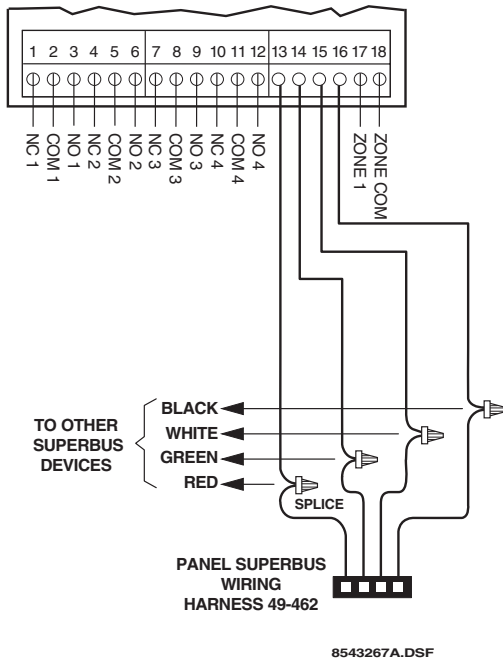 1 2 3 4 5 6 7 8 9 10 11 12 13 14 15 16 17 18
NC 1
COM 1
NO 1
NC 2
COM 2
NO 2
NC 3
COM 3
NO 3
NC 4
COM 4
NO 4
ZONE 1
ZONE COM
TO OTHER
SUPERBUS
DEVICES
BLACK
WHITE
GREEN
RED
SPLICE
PANEL SUPERBUS
WIRING
HARNESS 49-462
8543267A.DSF